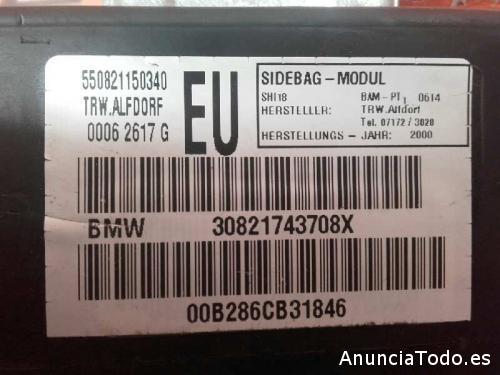 550821150340
TRW.ALFDORF
0006 2617 G
EU
SIDEBAG-MODUL
SHI18 BAM-PT1 0614
HERSTELLER: TRW.Alfdorf
Tel. 07172/3020
HERSTELLUNGS-JAHR: 2000
BMW 30821743708X
00B286CB31846
AnunciaTodo.es